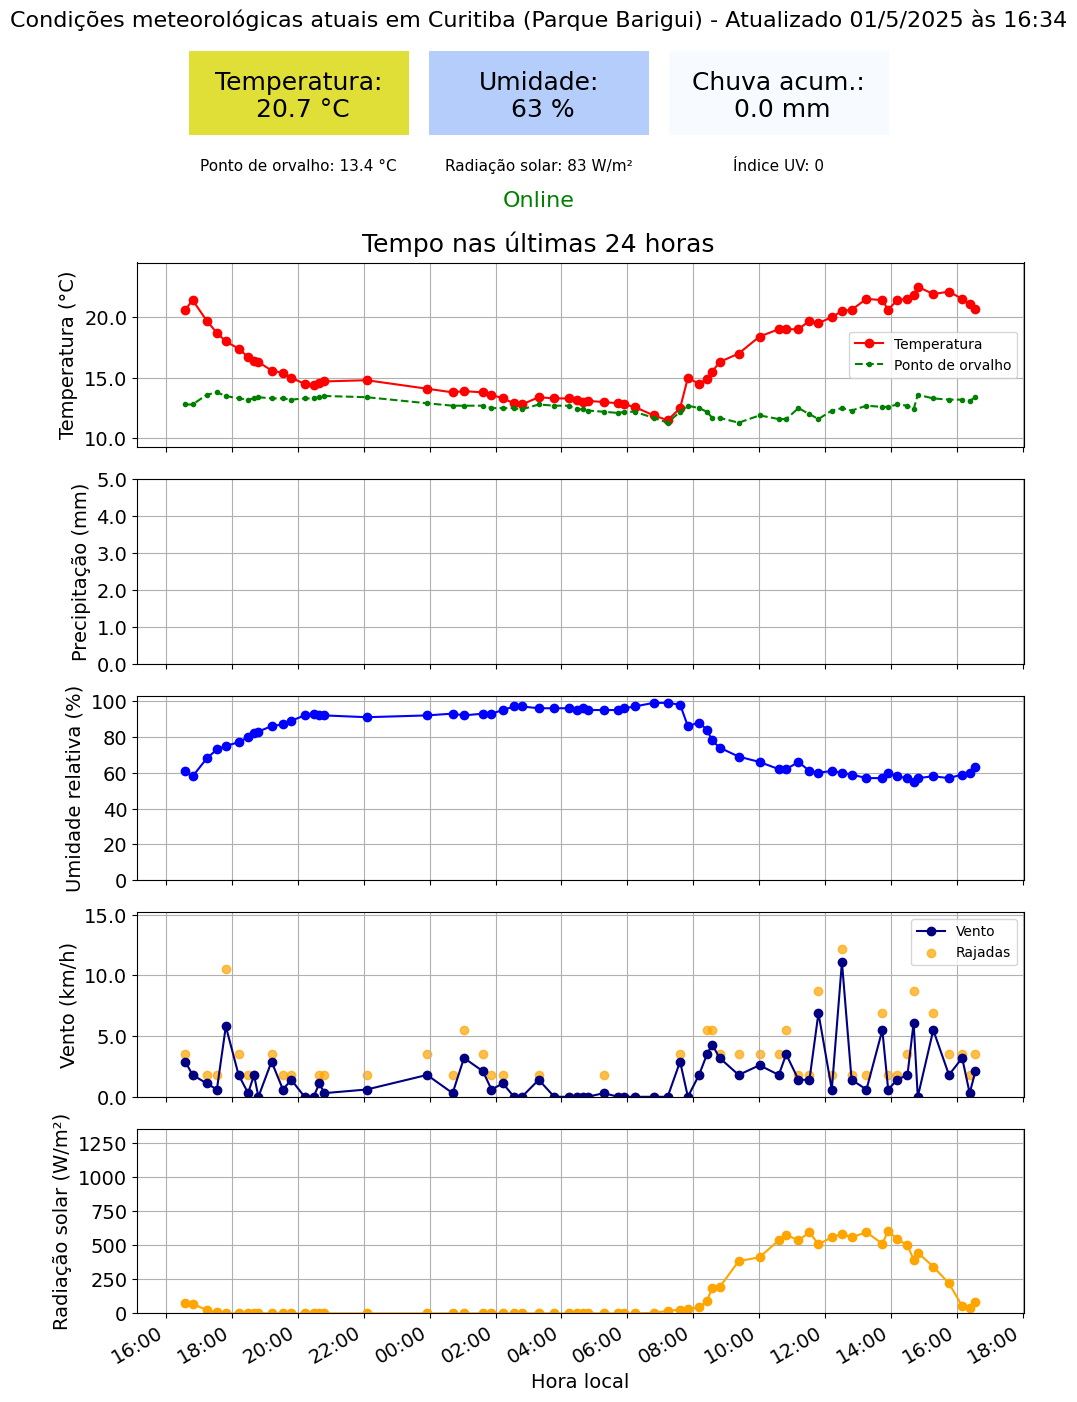 Condições meteorológicas atuais em Curitiba (Parque Barigui) - Atualizado 01/5/2025 às 16:34
Temperatura:
20.7 °C
Umidade:
63 %
Chuva acum.:
0.0 mm
Ponto de orvalho: 13.4 °C
Radiação solar: 83 W/m²
Índice UV: 0
Online
Tempo nas últimas 24 horas
Temperatura (°C)
20.0
15.0
10.0
Temperatura
Ponto de orvalho
Precipitação (mm)
5.0
4.0
3.0
2.0
1.0
0.0
Umidade relativa (%)
100
80
60
40
20
0
Vento (km/h)
15.0
10.0
5.0
0.0
Vento
Rajadas
Radiação solar (W/m²)
1250
1000
750
500
250
0
16:00
18:00
20:00
22:00
00:00
02:00
04:00
06:00
08:00
10:00
12:00
14:00
16:00
18:00
Hora local